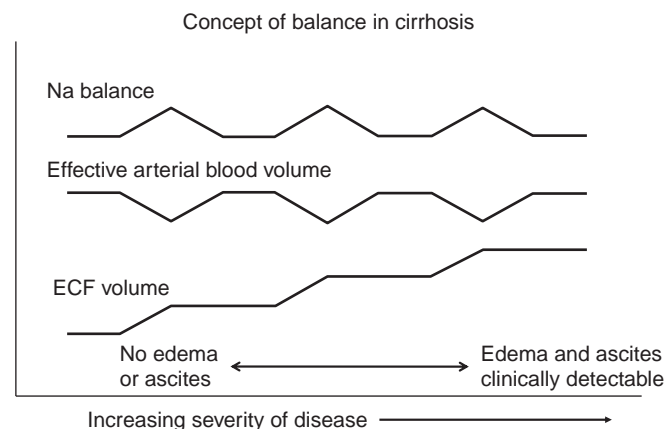 Concept of balance in cirrhosis
Na balance
Effective arterial blood volume
ECF volume
No edema
or ascites
Edema and ascites
clinically detectable
Increasing severity of disease